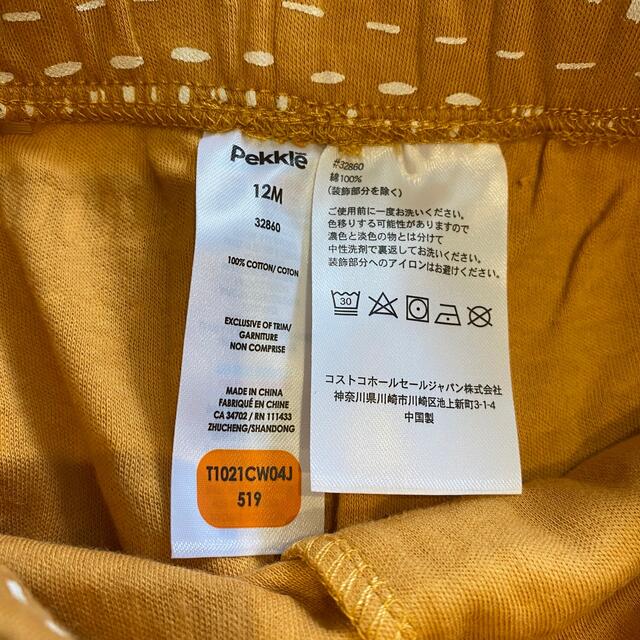 Pekkle
12M
32860
100% COTTON/ COTON
EXCLUSIVE OF TRIM/
GARNITURE
NON COMPRISE
MADE IN CHINA
FABRIQUÉ EN CHINE
CA 34702 / RN 111433
ZHUCHENG/SHANDONG
T1021CW04J
519
#32860
綿100%
(装飾部分を除く)
ご使用前に一度お洗いください。
色移りする可能性がありますので
濃色と淡色の物とは分けて
中性洗剤で裏返してお洗いください。
装飾部分へのアイロンはお避けください。
30
コストコホールセールジャパン株式会社
神奈川県川崎市川崎区池上新町3-1-4
中国製